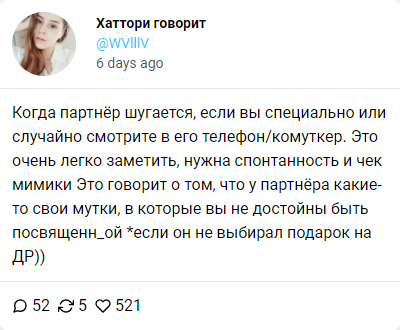 Хаттори говорит
@WVlllV
6 days ago
Когда партнёр шугается, если вы специально или
случайно смотрите в его телефон/комуткер. Это
очень легко заметить, нужна спонтанность и чек
мимики Это говорит о том, что у партнёра какие-
то свои мутки, в которые вы не достойны быть
посвященн_ой *если он не выбирал подарок на
ДР))
52 5 521